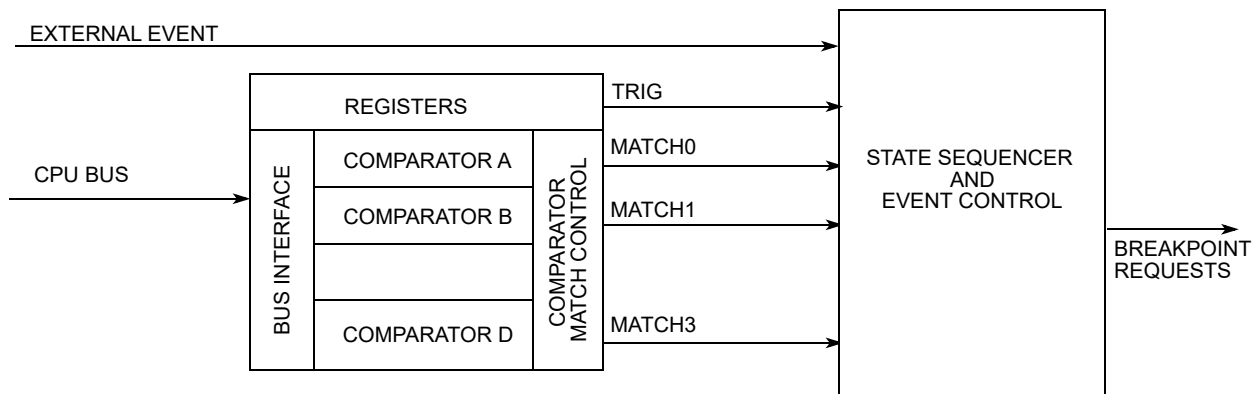 EXTERNAL EVENT
REGISTERS
TRIG
CPU BUS
BUS INTERFACE
COMPARATOR A
COMPARATOR B
COMPARATOR D
COMPARATOR
MATCH CONTROL
MATCH0
MATCH1
MATCH3
STATE SEQUENCER
AND
EVENT CONTROL
BREAKPOINT
REQUESTS